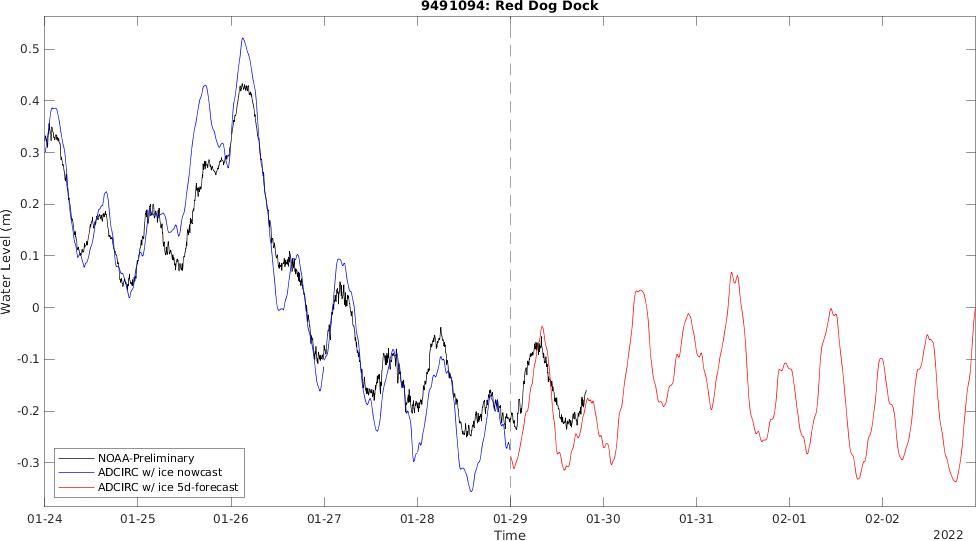 9491094: Red Dog Dock
0.5
0.4
0.3
0.2
0.1
0
-0.1
-0.2
-0.3
Water Level (m)
NOAA-Preliminary
ADCIRC w/ ice nowcast
ADCIRC w/ ice 5d-forecast
01-24 01-25 01-26 01-27 01-28 01-29 01-30 01-31 02-01 02-02
Time
2022